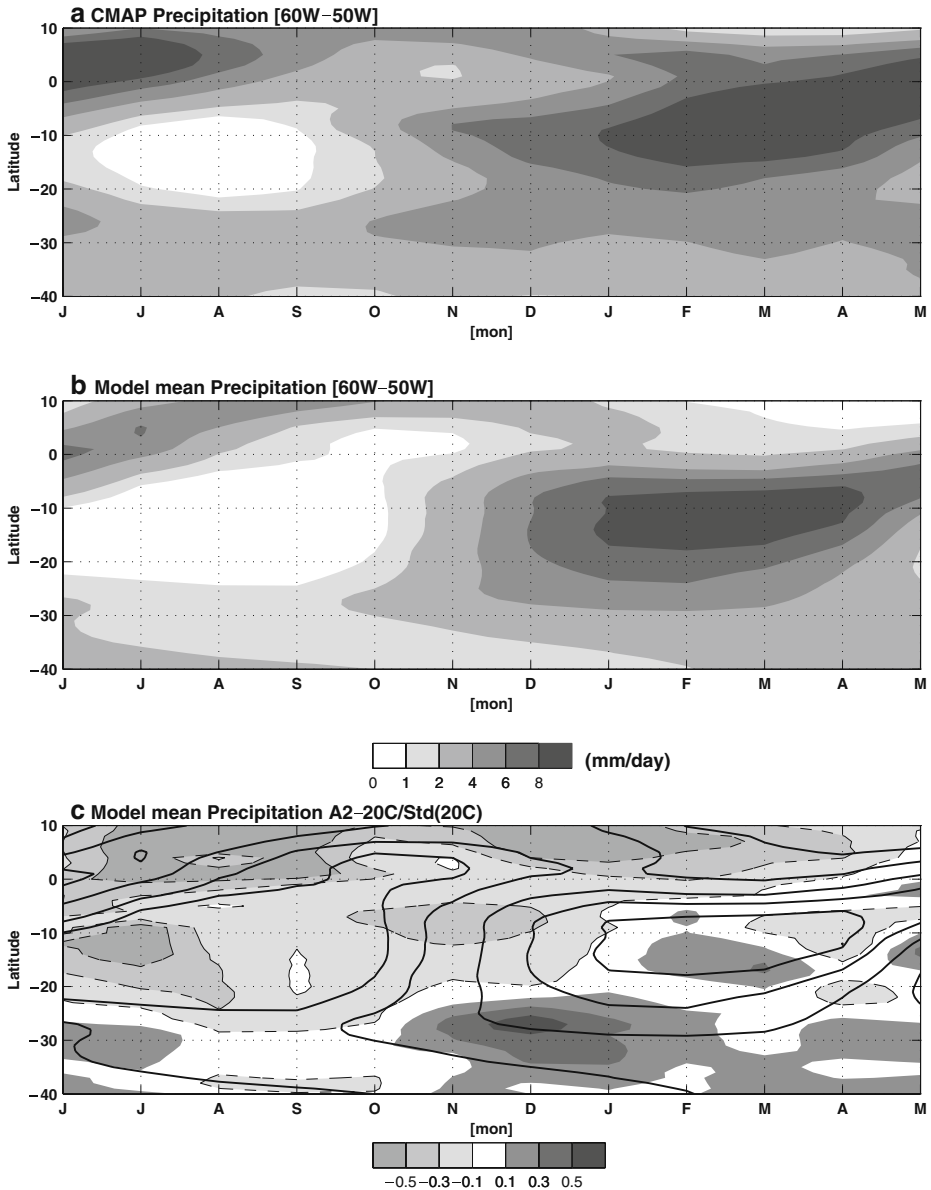 a CMAP Precipitation [60W−50W]
10
0
−10
−20
−30
−40
Latitude
J J A S O N D J F M A M
[mon]
b Model mean Precipitation [60W−50W]
10
0
−10
−20
−30
−40
Latitude
J J A S O N D J F M A M
[mon]
0 1 2 4 6 8
(mm/day)
c Model mean Precipitation A2−20C/Std(20C)
10
0
−10
−20
−30
−40
Latitude
J J A S O N D J F M A M
[mon]
−0.5 −0.3 −0.1 0.1 0.3 0.5